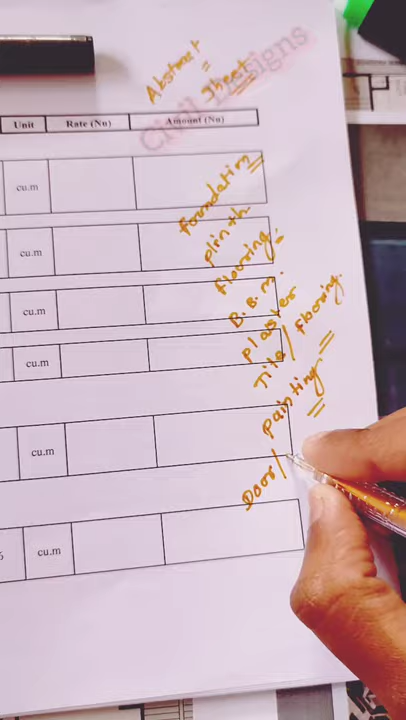 Abstract
Sheet
Civil Designs
Unit Rate (Nu) Amount (Nu)
cu.m
Foundation
Plinth
cu.m
Flooring
B.B.M.
cu.m
Plaster
Tile/Flooring.
cu.m
Painting
cu.m
Door/
% cu.m